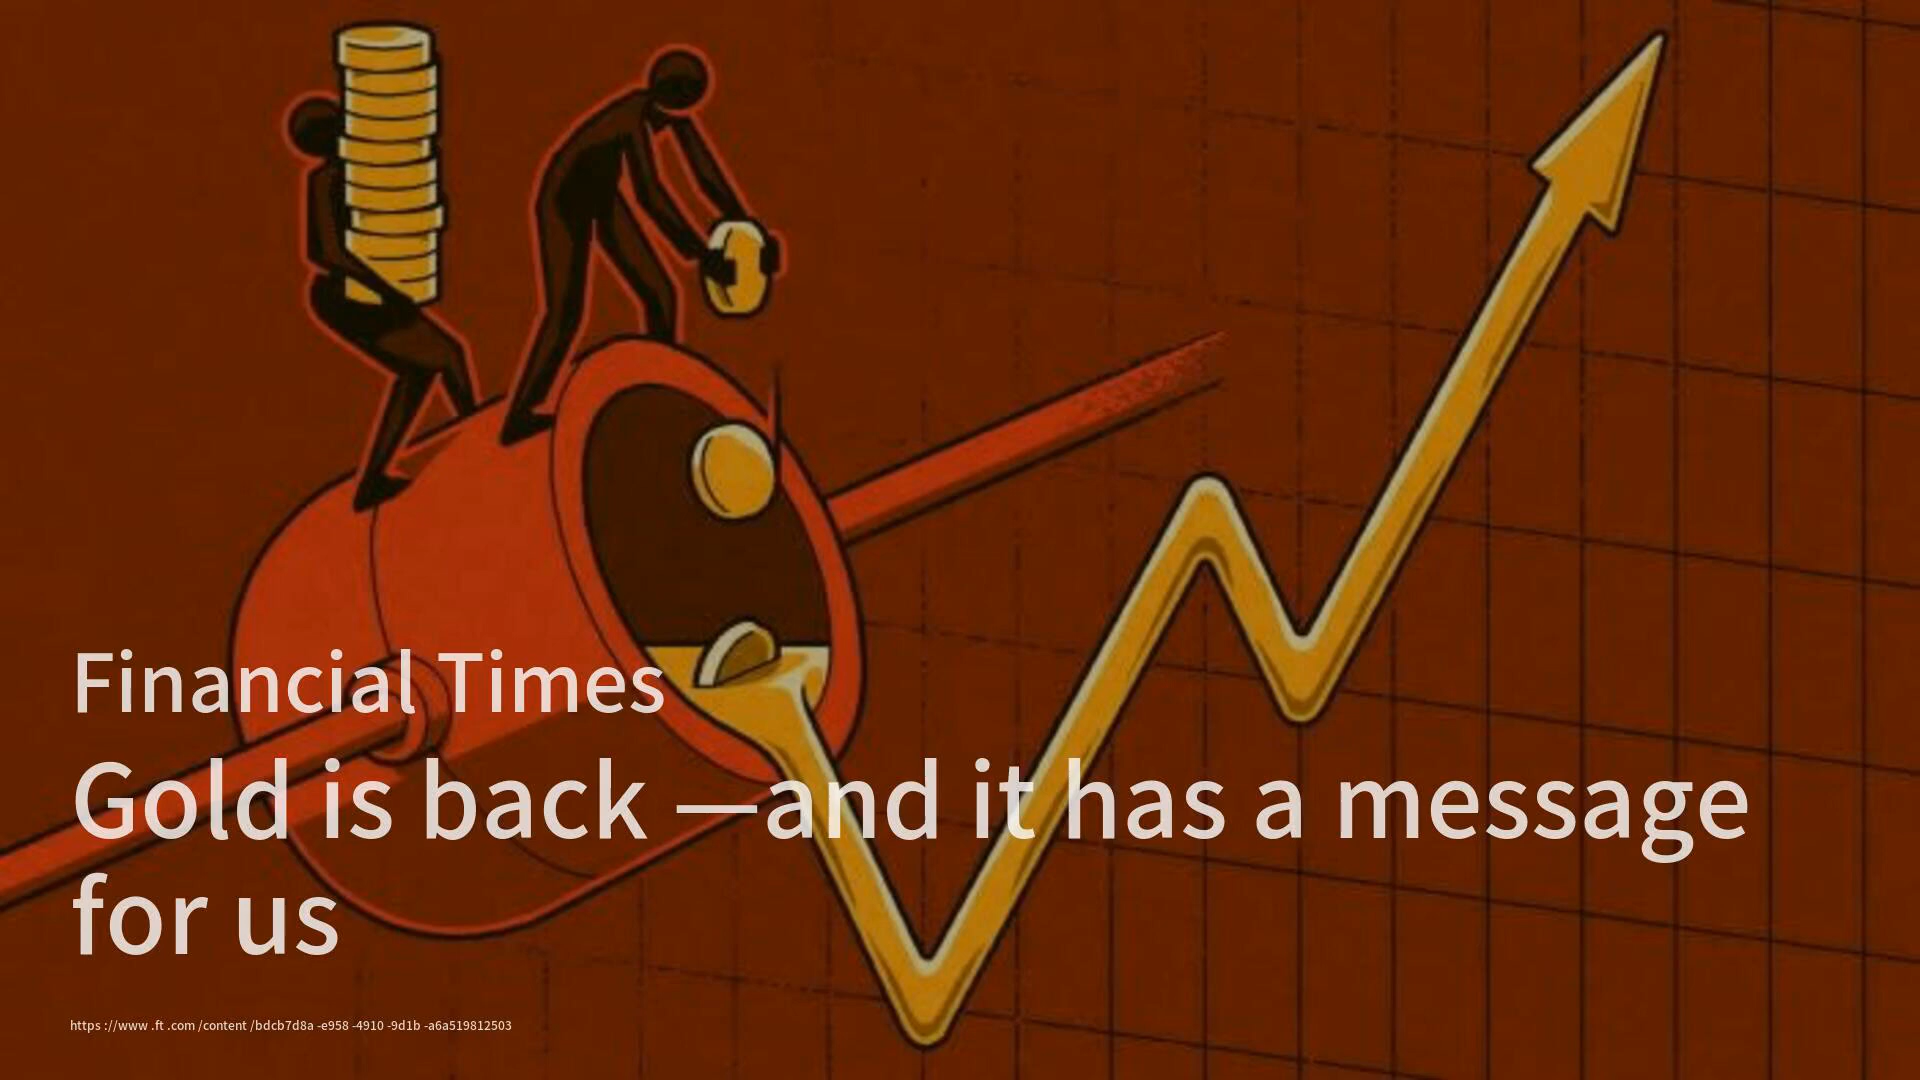 Financial Times
Gold is back —and it has a message
for us
https ://www .ft .com /content /bdcb7d8a -e958 -4910 -9d1b -a6a519812503